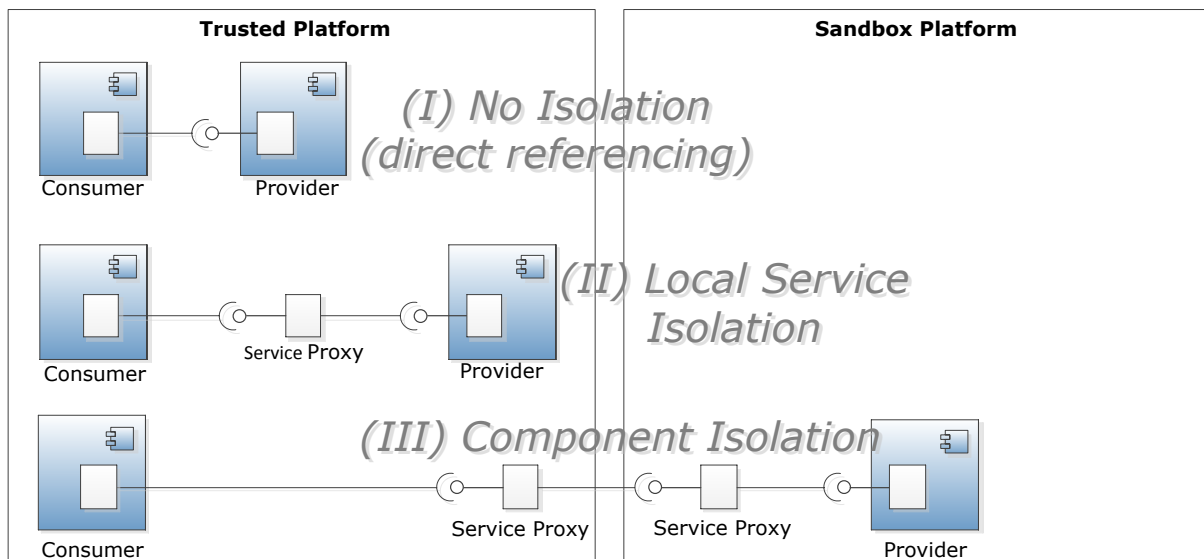 Trusted Platform
Sandbox Platform
(I) No Isolation
(direct referencing)
Consumer
Provider
(II) Local Service
Isolation
Service Proxy
Consumer
Provider
(III) Component Isolation
Service Proxy
Service Proxy
Consumer
Provider